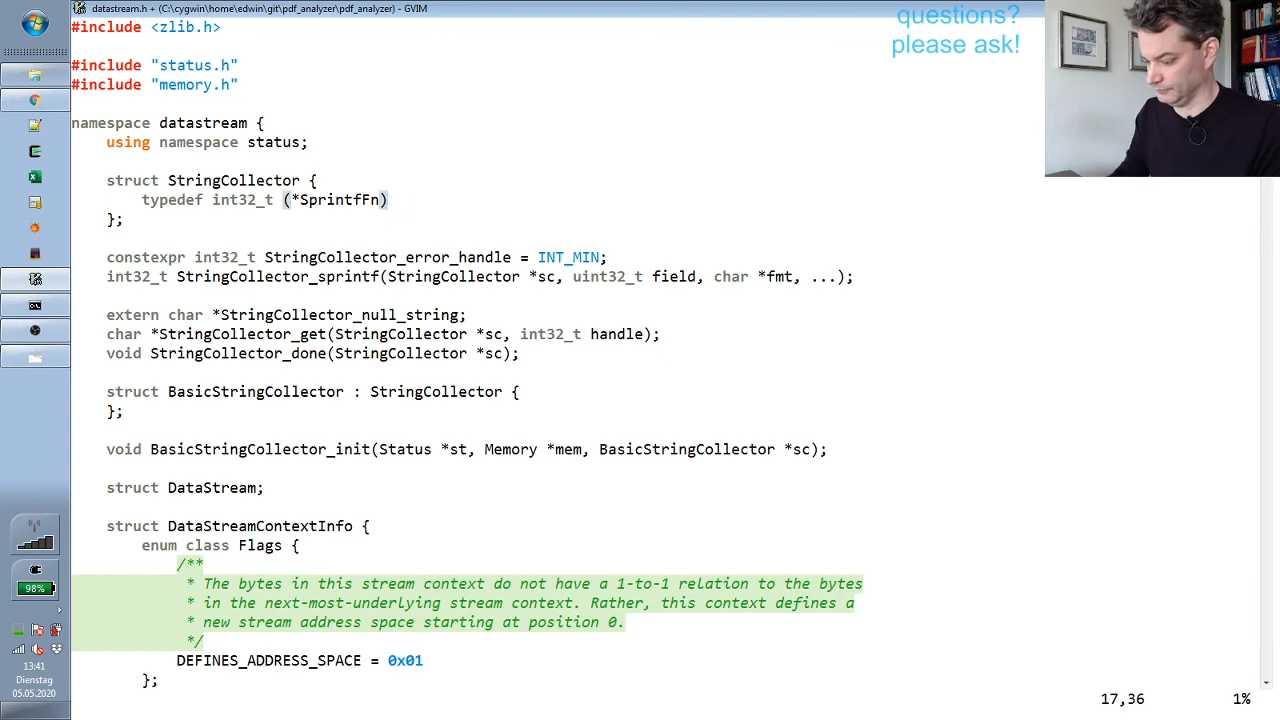 datastream.h + (C:\cygwin\home\edwin\git\pdf_analyzer\pdf_analyzer) - GVIM
questions?
please ask!
#include <zlib.h>
#include "status.h"
#include "memory.h"
namespace datastream {
using namespace status;
struct StringCollector {
typedef int32_t (*SprintfFn)
};
constexpr int32_t StringCollector_error_handle = INT_MIN;
int32_t StringCollector_sprintf(StringCollector *sc, uint32_t field, char *fmt, ...);
extern char *StringCollector_null_string;
char *StringCollector_get(StringCollector *sc, int32_t handle);
void StringCollector_done(StringCollector *sc);
struct BasicStringCollector : StringCollector {
};
void BasicStringCollector_init(Status *st, Memory *mem, BasicStringCollector *sc);
struct DataStream;
struct DataStreamContextInfo {
enum class Flags {
/**
* The bytes in this stream context do not have a 1-to-1 relation to the bytes
* in the next-most-underlying stream context. Rather, this context defines a
* new stream address space starting at position 0.
*/
DEFINES_ADDRESS_SPACE = 0x01
};
17,36 1%
98%
13:41
Dienstag
05.05.2020